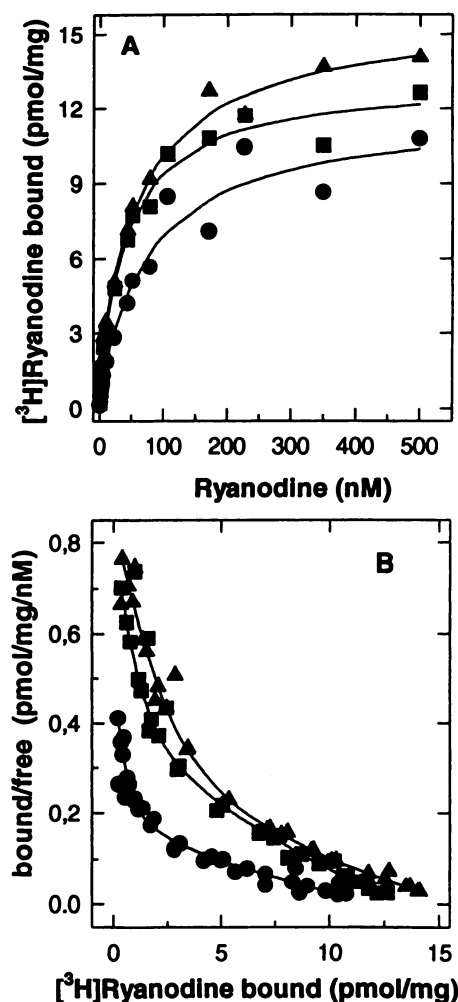 A
[³H]Ryanodine bound (pmol/mg)
15
12
9
6
3
0
0 100 200 300 400 500
Ryanodine (nM)
B
bound/free (pmol/mg/nM)
0,8
0,6
0,4
0,2
0.0
0 5 10 15
[³H]Ryanodine bound (pmol/mg)